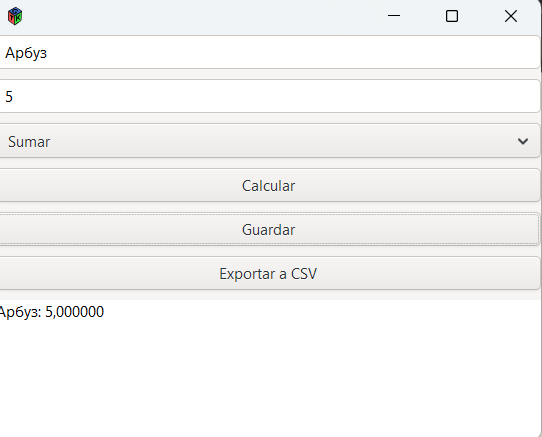 Арбуз
5
Sumar
Calcular
Guardar
Exportar a CSV
Арбуз: 5,000000